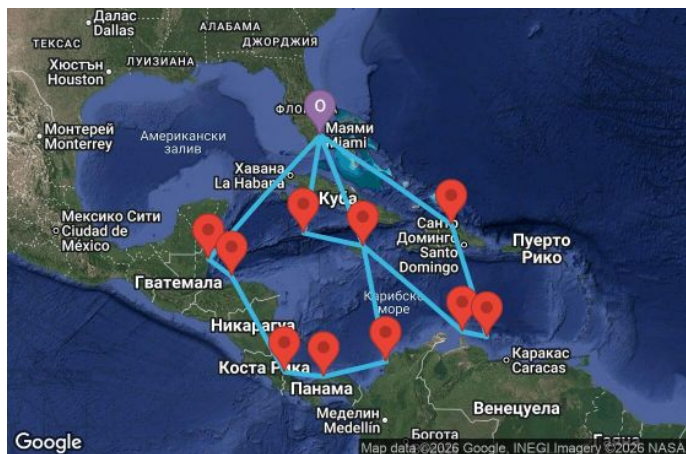 Далас
Dallas
АЛАБАМА
ТЕКСАС
ДЖОРДЖИЯ
ЛУИЗИАНА
Хюстън
Houston
О
Маями
Miami
Монтерей
Monterrey
Американски
залив
Хавана
La Habana
Куба
Мексико Сити
Ciudad de
México
Санто
Доминго
Santo
Domingo
Пуерто
Рико
Гватемала
Карибско
море
Никарагуа
Коста Рика
Панама
Каракас
Caracas
Венецуела
Меделин
Medellín
Богота
Google
Map data ©2026 Google, INEGI Imagery ©2026 NASA